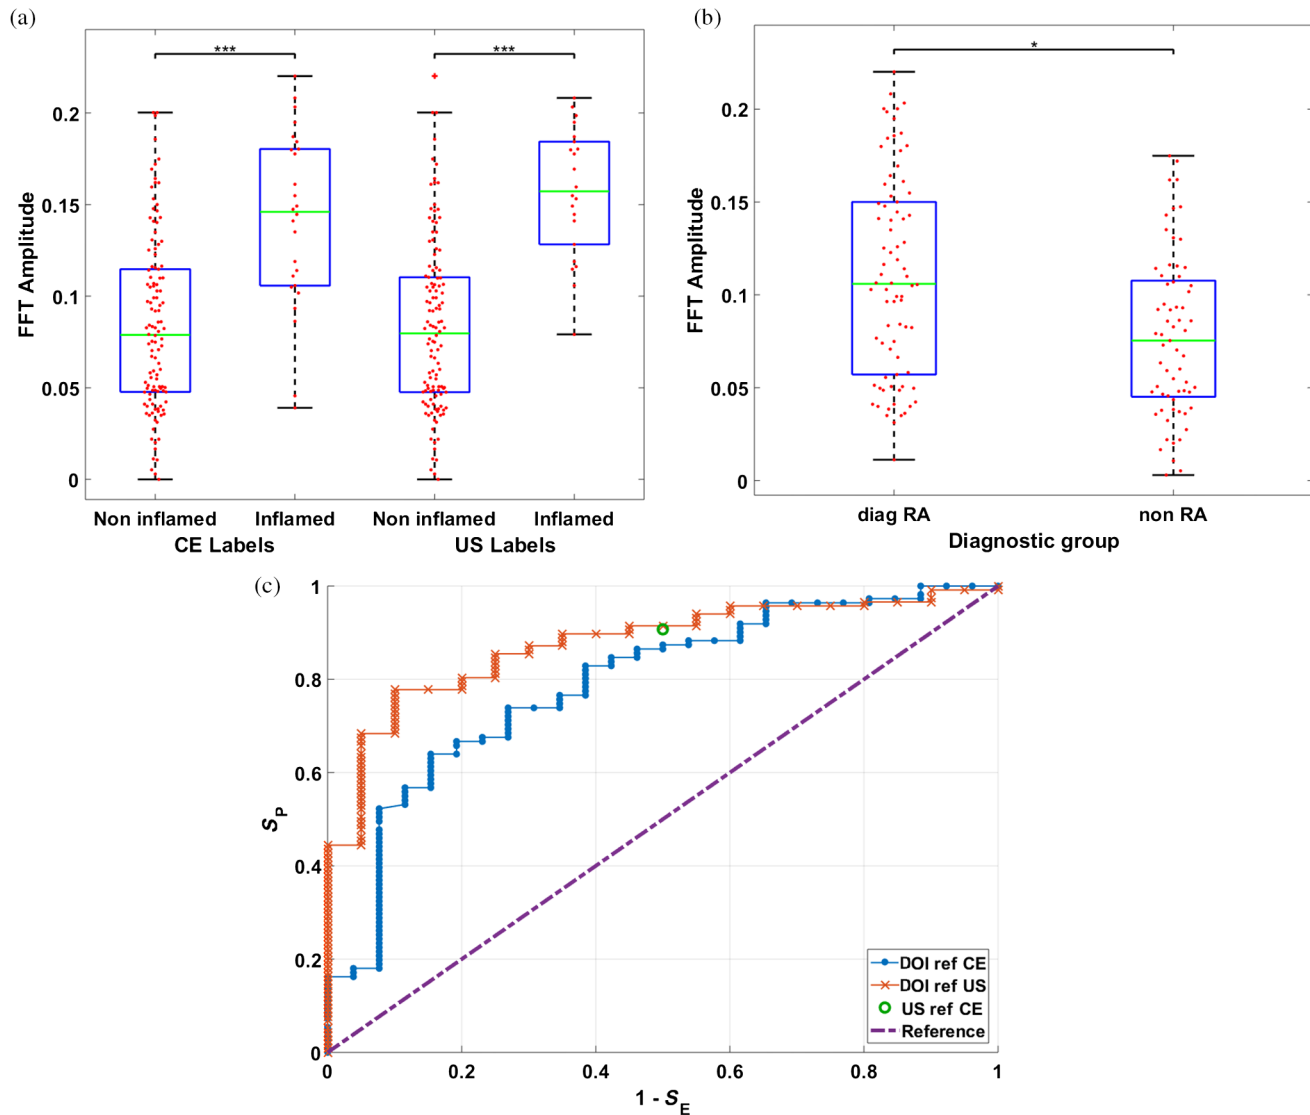 (a)
*** ***
FFT Amplitude
0.2
0.15
0.1
0.05
0
Non inflamed Inflamed Non inflamed Inflamed
CE Labels US Labels
(b)
*
FFT Amplitude
0.2
0.15
0.1
0.05
0
diag RA non RA
Diagnostic group
(c)
S_P
1
0.8
0.6
0.4
0.2
0
0 0.2 0.4 0.6 0.8 1
1 - S_E
DOI ref CE
DOI ref US
US ref CE
Reference